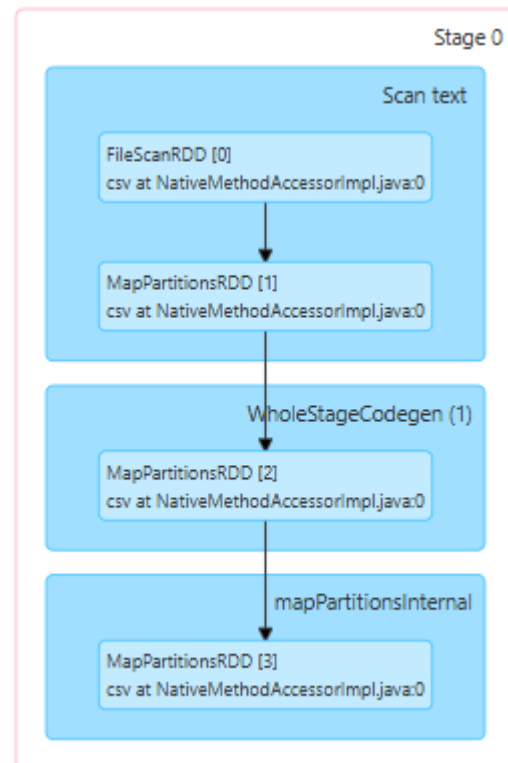 Stage 0
Scan text
FileScanRDD [0]
csv at NativeMethodAccessorImpl.java:0
MapPartitionsRDD [1]
csv at NativeMethodAccessorImpl.java:0
WholeStageCodegen (1)
MapPartitionsRDD [2]
csv at NativeMethodAccessorImpl.java:0
mapPartitionsInternal
MapPartitionsRDD [3]
csv at NativeMethodAccessorImpl.java:0